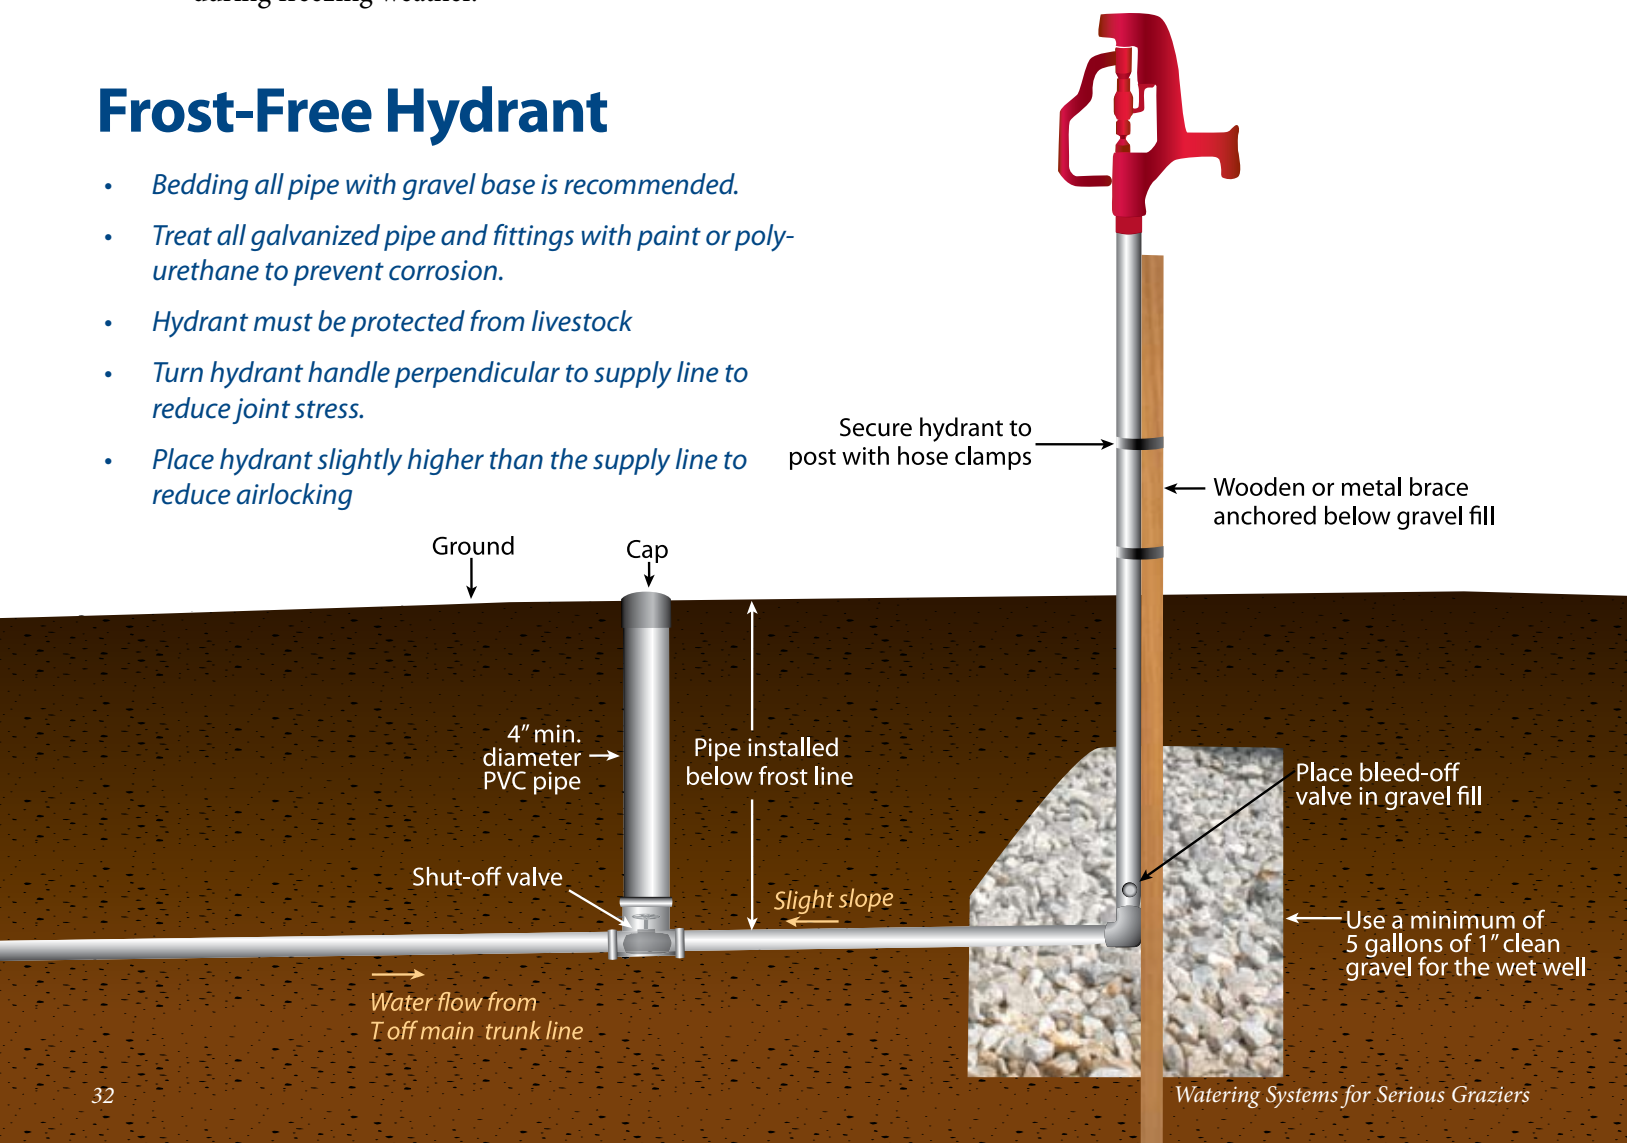 during freezing weather.
Frost-Free Hydrant
• Bedding all pipe with gravel base is recommended.
• Treat all galvanized pipe and fittings with paint or poly-
urethane to prevent corrosion.
• Hydrant must be protected from livestock
• Turn hydrant handle perpendicular to supply line to
reduce joint stress.
• Place hydrant slightly higher than the supply line to
reduce airlocking
Secure hydrant to
post with hose clamps
Wooden or metal brace
anchored below gravel fill
Ground
Cap
4" min.
diameter
PVC pipe
Pipe installed
below frost line
Place bleed-off
valve in gravel fill
Shut-off valve
Slight slope
Use a minimum of
5 gallons of 1" clean
gravel for the wet well
Water flow from
T off main trunk line
32
Watering Systems for Serious Graziers